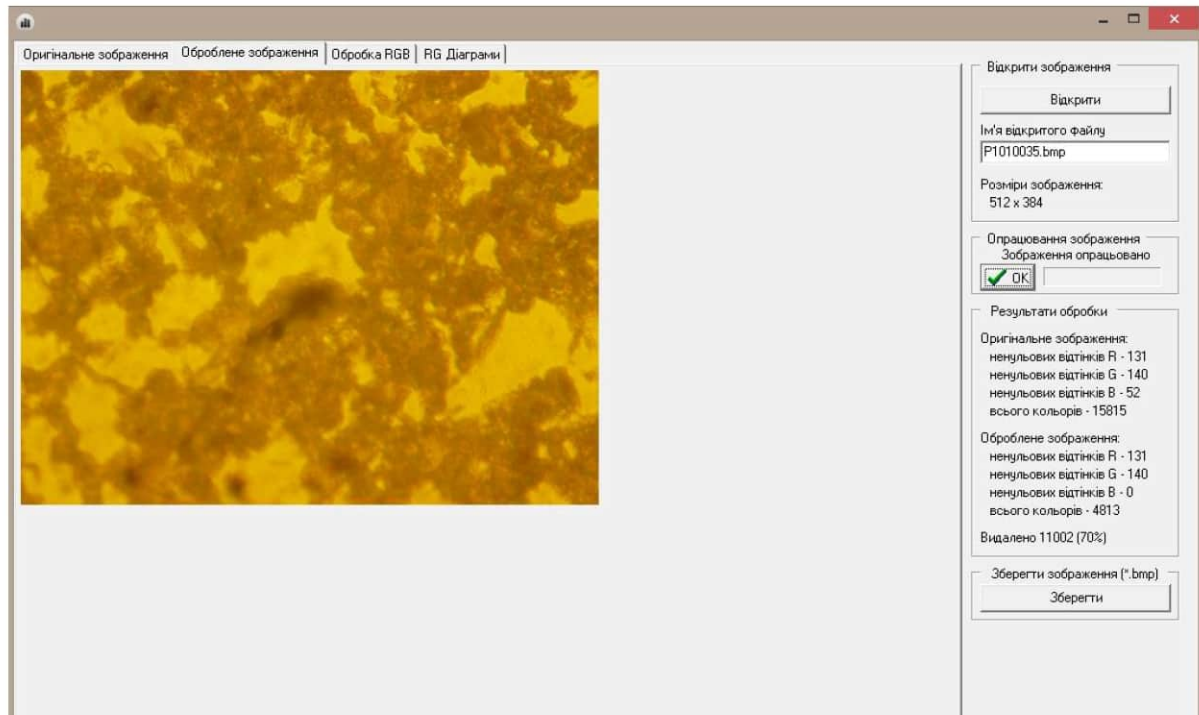 Оригінальне зображення Оброблене зображення Обробка RGB RG Діаграми
Відкрити зображення
Відкрити
Ім'я відкритого файлу
P1010035.bmp
Розміри зображення:
512 x 384
Опрацювання зображення
Зображення опрацьовано
OK
Результати обробки
Оригінальне зображення:
ненульових відтінків R - 131
ненульових відтінків G - 140
ненульових відтінків B - 52
всього кольорів - 15815
Оброблене зображення:
ненульових відтінків R - 131
ненульових відтінків G - 140
ненульових відтінків B - 0
всього кольорів - 4813
Видалено 11002 (70%)
Зберегти зображення (*.bmp)
Зберегти